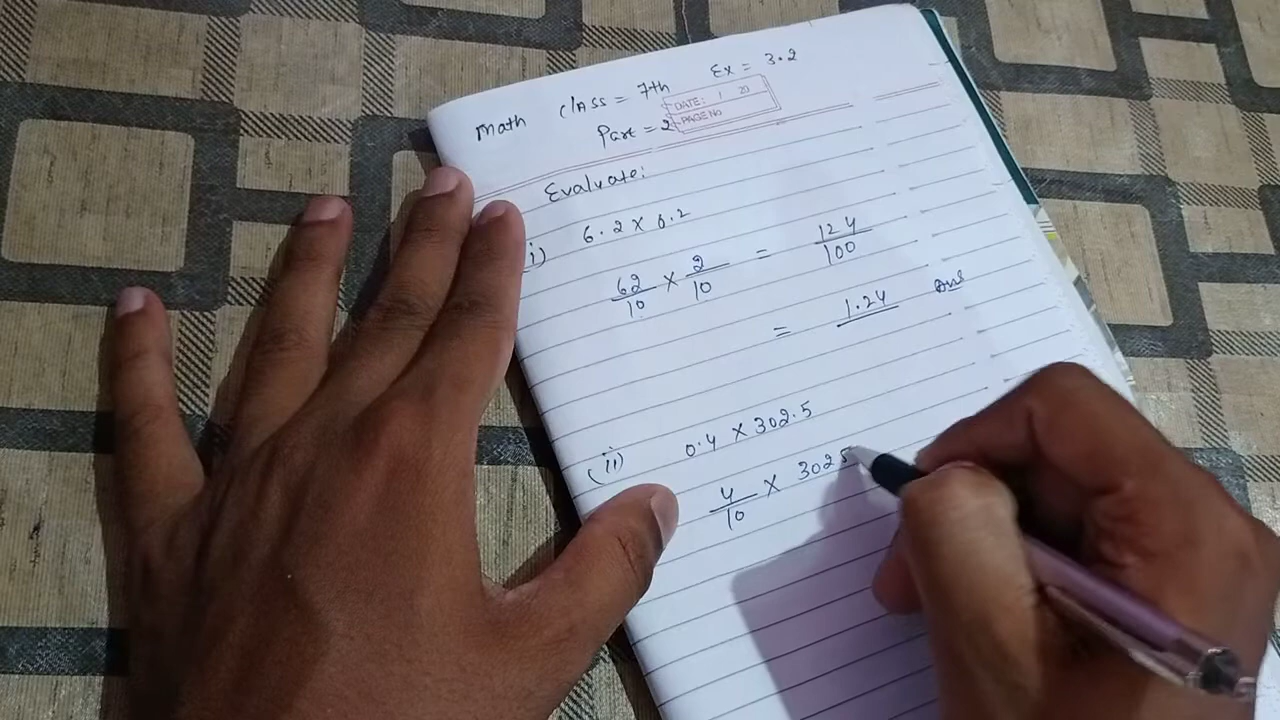 Ex = 3.2
Math class = 7th
DATE: / 20
Part = 2 PAGE No
Evaluate:
(i) 6.2 × 0.2
62/10 × 2/10 = 124/100
= 1.24 Ans
(ii) 0.4 × 302.5
4/10 × 3025